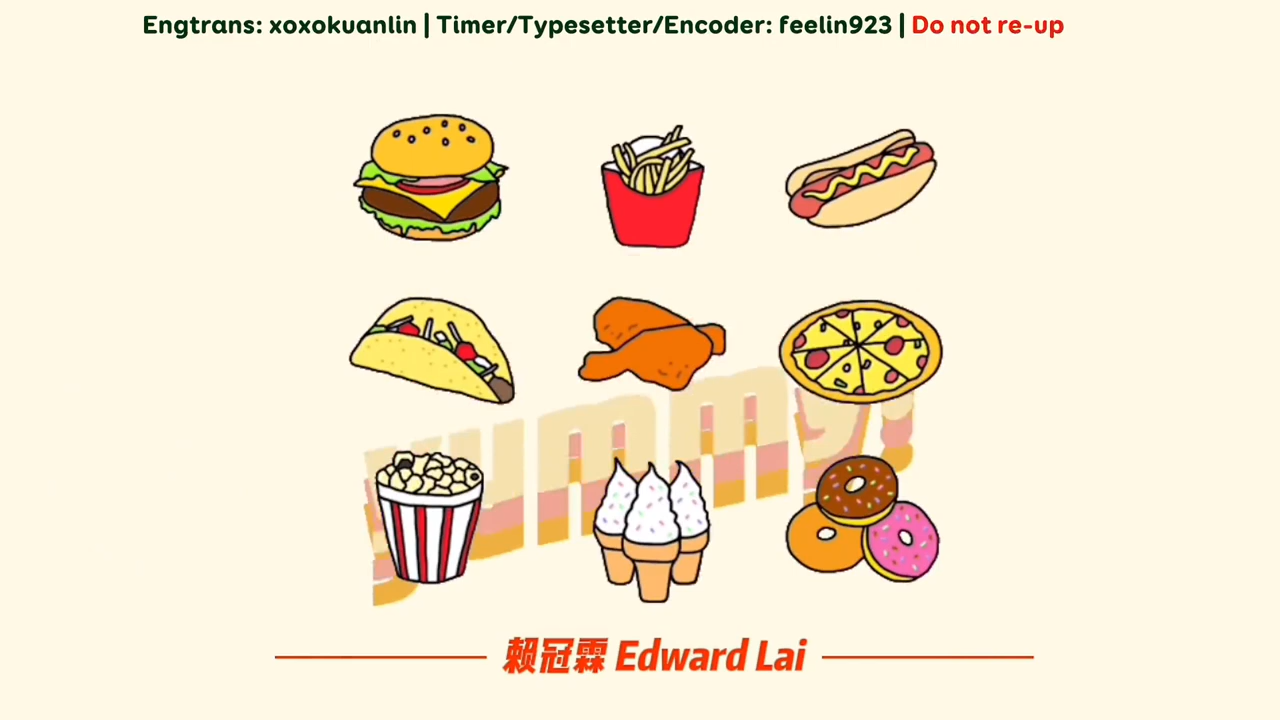 Engtrans: xoxokuanlin | Timer/Typesetter/Encoder: feelin923 | Do not re-up
yummy!
赖冠霖 Edward Lai